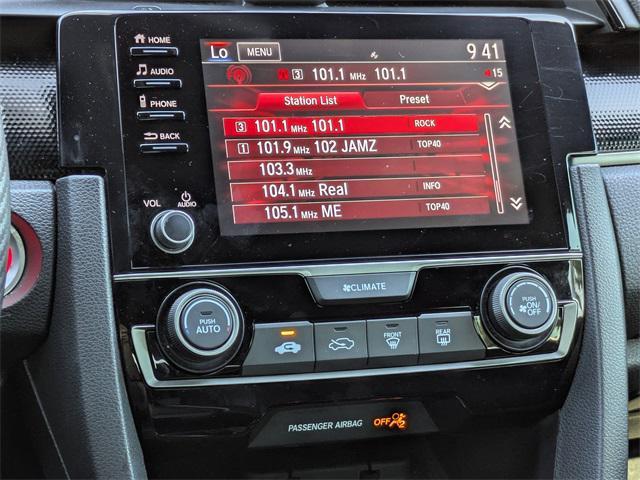 HOME
AUDIO
PHONE
BACK
VOL
AUDIO
Lo MENU 9 41
3 101.1 MHz 101.1 15
Station List Preset
3 101.1 MHz 101.1 ROCK
1 101.9 MHz 102 JAMZ TOP40
103.3 MHz
104.1 MHz Real INFO
105.1 MHz ME TOP40
CLIMATE
PUSH AUTO
FRONT
REAR
PUSH ON/OFF
PASSENGER AIRBAG OFF 2